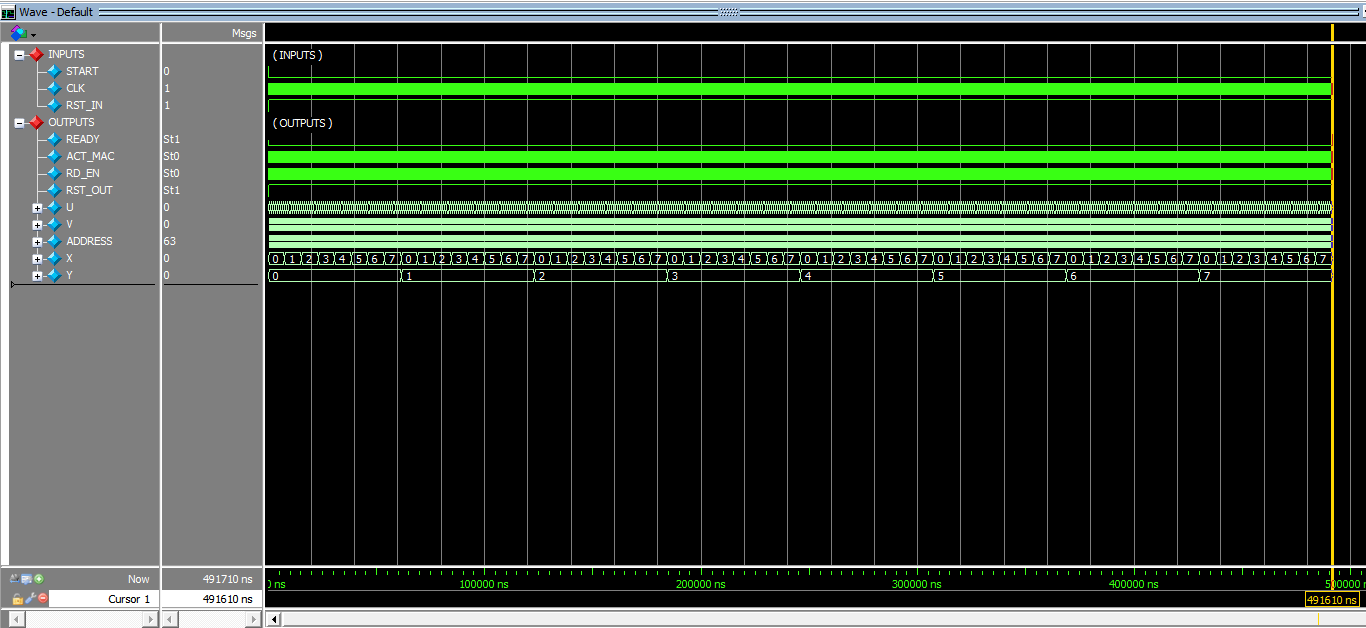 Wave - Default
Msgs
INPUTS
( INPUTS )
START 0
CLK 1
RST_IN 1
OUTPUTS
( OUTPUTS )
READY St1
ACT_MAC St0
RD_EN St0
RST_OUT St1
U 0
V 0
ADDRESS 63
X 0 0 1 2 3 4 5 6 7 0 1 2 3 4 5 6 7 0 1 2 3 4 5 6 7 0 1 2 3 4 5 6 7 0 1 2 3 4 5 6 7 0 1 2 3 4 5 6 7 0 1 2 3 4 5 6 7 0 1 2 3 4 5 6 7
Y 0 0 1 2 3 4 5 6 7
Now 491710 ns
ns 100000 ns 200000 ns 300000 ns 400000 ns
Cursor 1 491610 ns
491610 ns